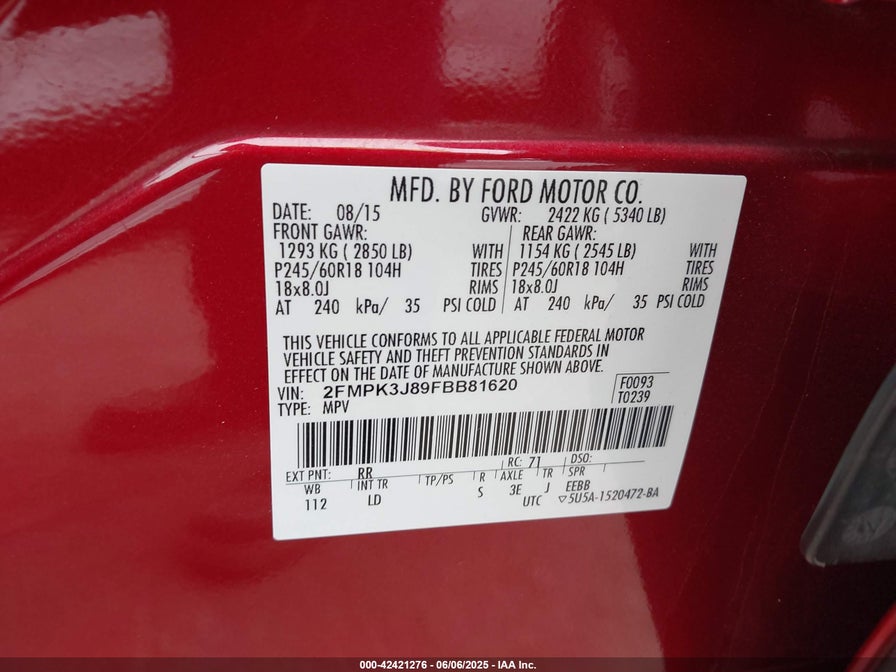 MFD. BY FORD MOTOR CO.
DATE: 08/15 GVWR: 2422 KG ( 5340 LB)
FRONT GAWR: REAR GAWR:
1293 KG ( 2850 LB) WITH 1154 KG ( 2545 LB) WITH
P245/60R18 104H TIRES P245/60R18 104H TIRES
18x8.0J RIMS 18x8.0J RIMS
AT 240 kPa/ 35 PSI COLD AT 240 kPa/ 35 PSI COLD
THIS VEHICLE CONFORMS TO ALL APPLICABLE FEDERAL MOTOR
VEHICLE SAFETY AND THEFT PREVENTION STANDARDS IN
EFFECT ON THE DATE OF MANUFACTURE SHOWN ABOVE.
VIN: 2FMPK3J89FBB81620 F0093
TYPE: MPV T0239
EXT PNT: RR RC: 71 DSO:
WB INT TR TP/PS R AXLE TR SPR
112 LD S 3E J EEBB
UTC ▽5U5A-1520472-BA
000-42421276 - 06/06/2025 - IAA Inc.